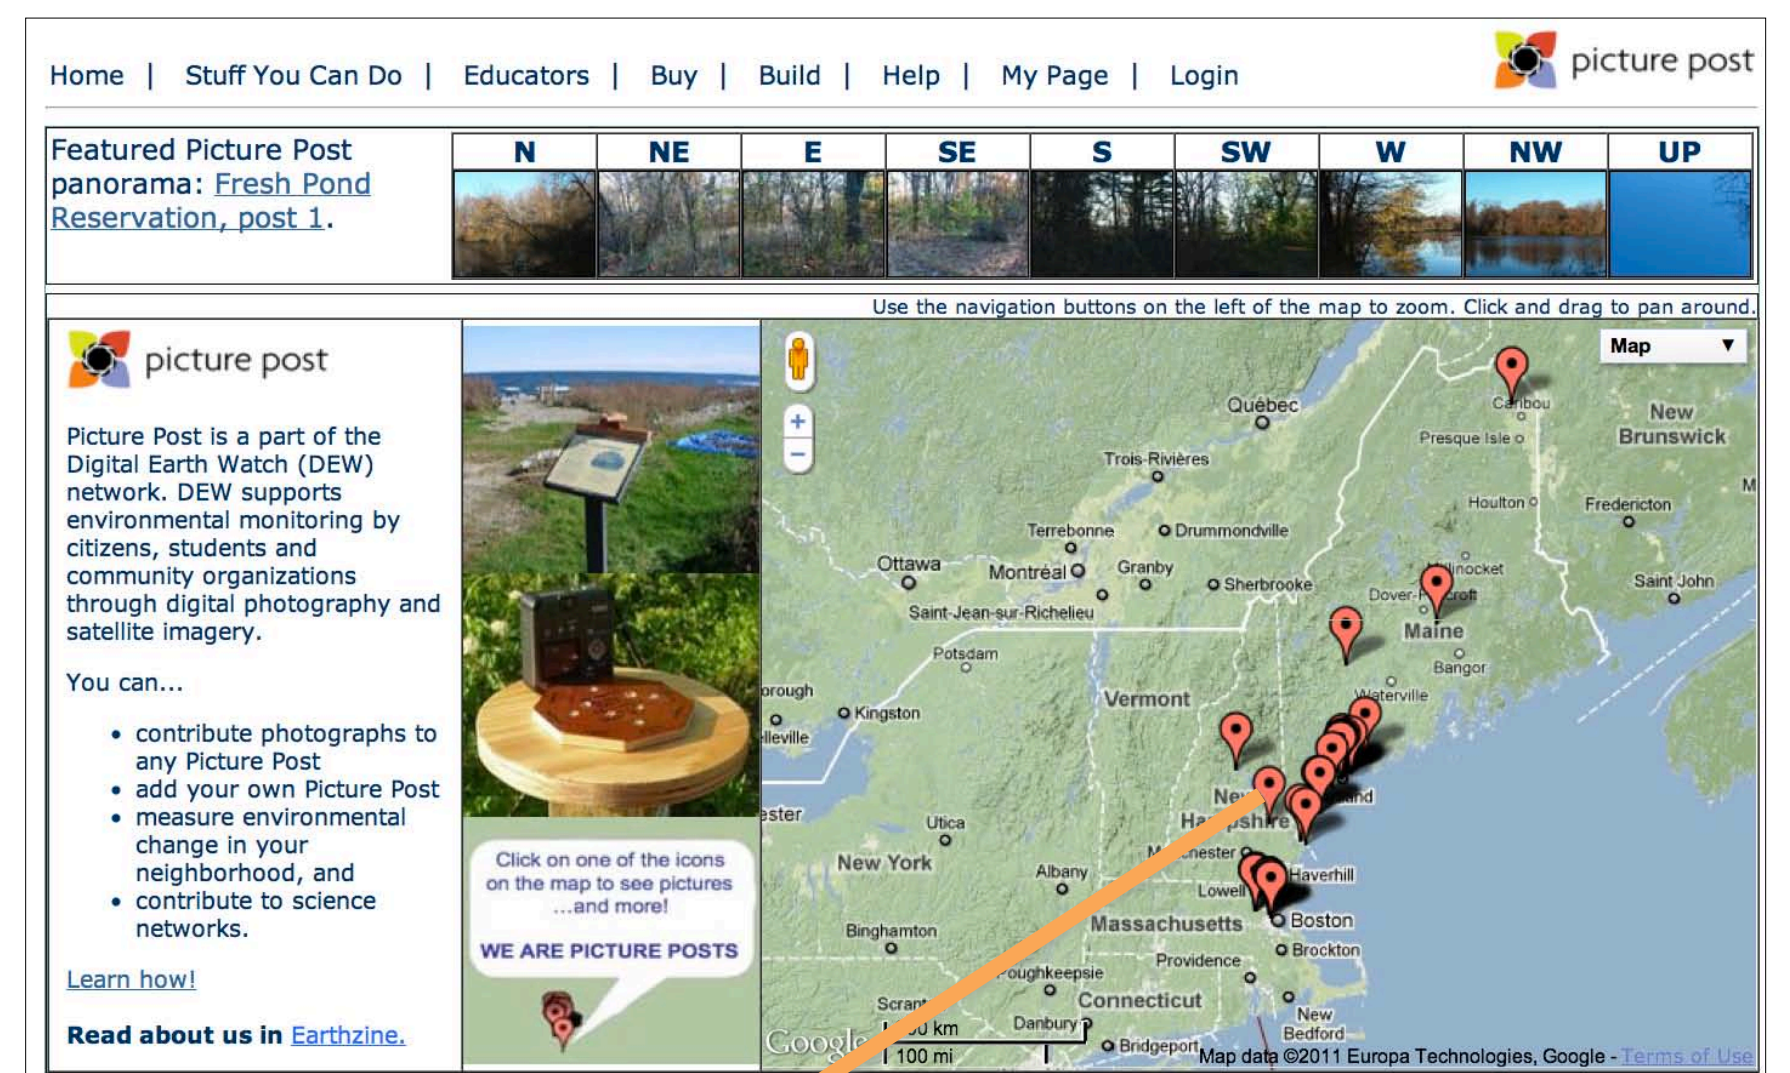 Home | Stuff You Can Do | Educators | Buy | Build | Help | My Page | Login
picture post
Featured Picture Post
panorama: Fresh Pond
Reservation, post 1.
N NE E SE S SW W NW UP
Use the navigation buttons on the left of the map to zoom. Click and drag to pan around.
picture post
Picture Post is a part of the
Digital Earth Watch (DEW)
network. DEW supports
environmental monitoring by
citizens, students and
community organizations
through digital photography and
satellite imagery.
You can...
• contribute photographs to
any Picture Post
• add your own Picture Post
• measure environmental
change in your
neighborhood, and
• contribute to science
networks.
Learn how!
Read about us in Earthzine.
Click on one of the icons
on the map to see pictures
...and more!
WE ARE PICTURE POSTS
Map ▼
+
−
Caribou
New
Brunswick
Québec
Presque Isle
Trois-Rivières
Houlton
Fredericton
M
Terrebonne
Drummondville
Ottawa
Montréal
Granby
Sherbrooke
Saint John
Saint-Jean-sur-Richelieu
Maine
Potsdam
Bangor
Waterville
Vermont
orough
Kingston
lleville
ester
Utica
New York
Albany
Lowell
Haverhill
Massachusetts
Boston
Binghamton
Brockton
Providence
oughkeepsie
Connecticut
Scrant
Danbury
New
Bedford
Bridgeport
Google
100 mi
Map data ©2011 Europa Technologies, Google - Terms of Use